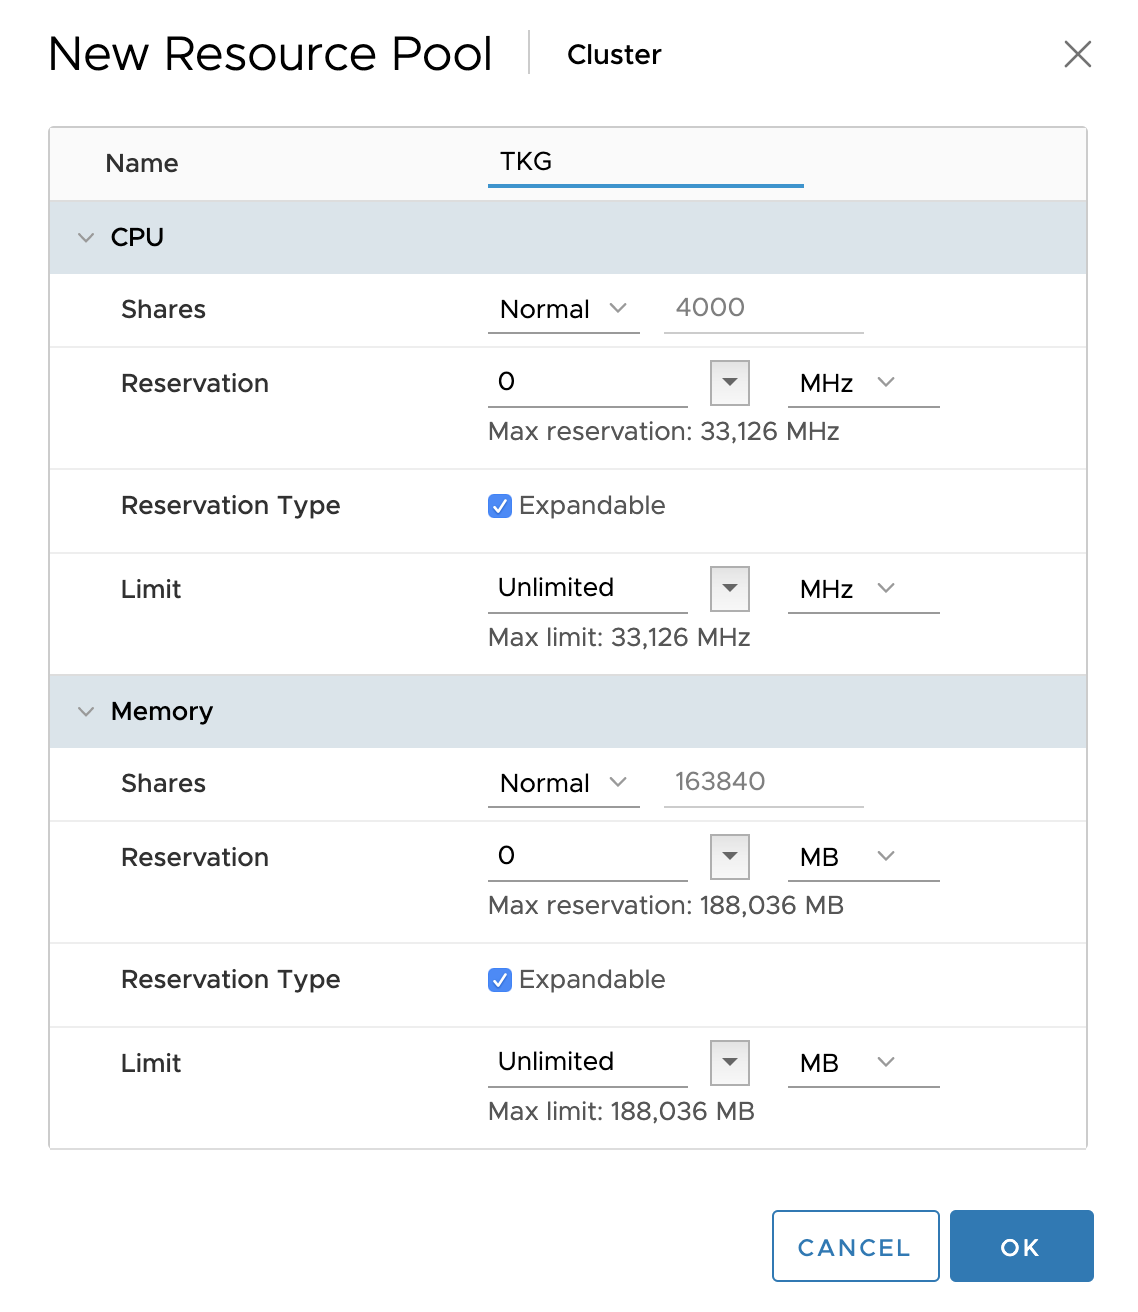 New Resource Pool Cluster
Name TKG
CPU
Shares Normal 4000
Reservation 0 MHz
Max reservation: 33,126 MHz
Reservation Type Expandable
Limit Unlimited MHz
Max limit: 33,126 MHz
Memory
Shares Normal 163840
Reservation 0 MB
Max reservation: 188,036 MB
Reservation Type Expandable
Limit Unlimited MB
Max limit: 188,036 MB
CANCEL OK